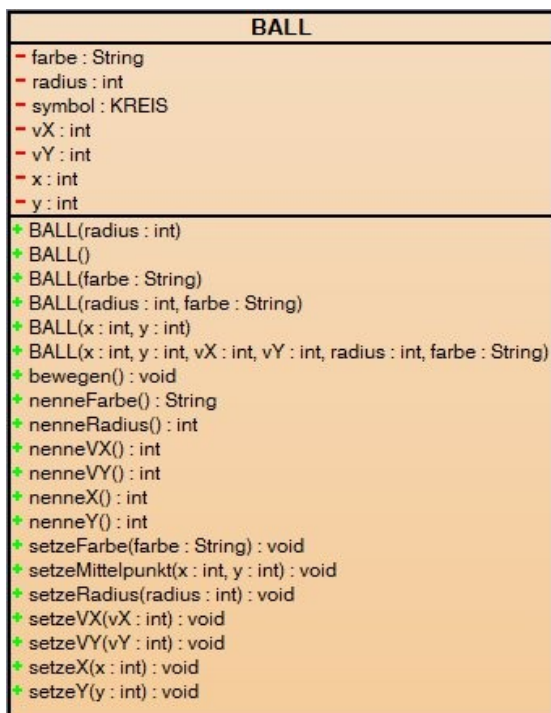 BALL
- farbe : String
- radius : int
- symbol : KREIS
- vX : int
- vY : int
- x : int
- y : int
+ BALL(radius : int)
+ BALL()
+ BALL(farbe : String)
+ BALL(radius : int, farbe : String)
+ BALL(x : int, y : int)
+ BALL(x : int, y : int, vX : int, vY : int, radius : int, farbe : String)
+ bewegen() : void
+ nenneFarbe() : String
+ nenneRadius() : int
+ nenneVX() : int
+ nenneVY() : int
+ nenneX() : int
+ nenneY() : int
+ setzeFarbe(farbe : String) : void
+ setzeMittelpunkt(x : int, y : int) : void
+ setzeRadius(radius : int) : void
+ setzeVX(vX : int) : void
+ setzeVY(vY : int) : void
+ setzeX(x : int) : void
+ setzeY(y : int) : void